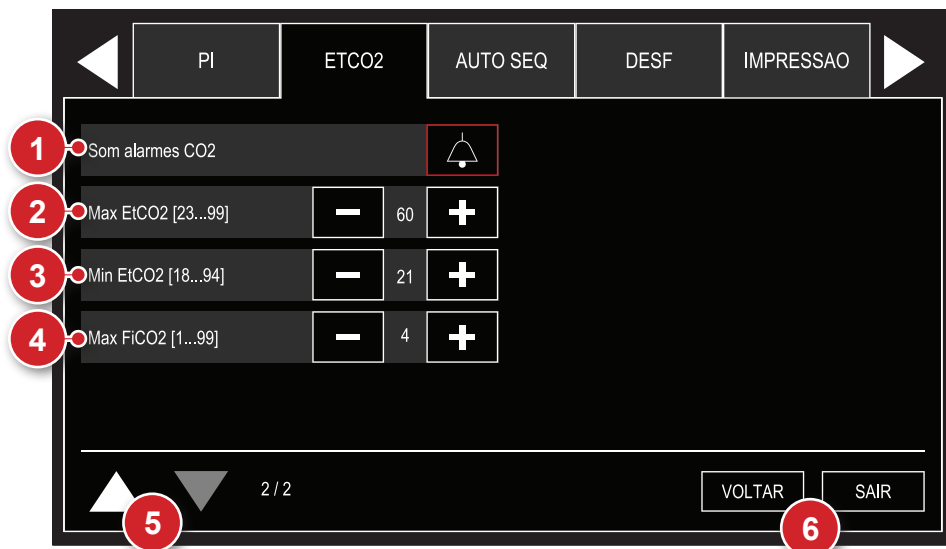 PI ETCO2 AUTO SEQ DESF IMPRESSAO
1 Som alarmes CO2
2 Max EtCO2 [23...99] − 60 +
3 Min EtCO2 [18...94] − 21 +
4 Max FiCO2 [1...99] − 4 +
2 / 2 VOLTAR SAIR
5 6